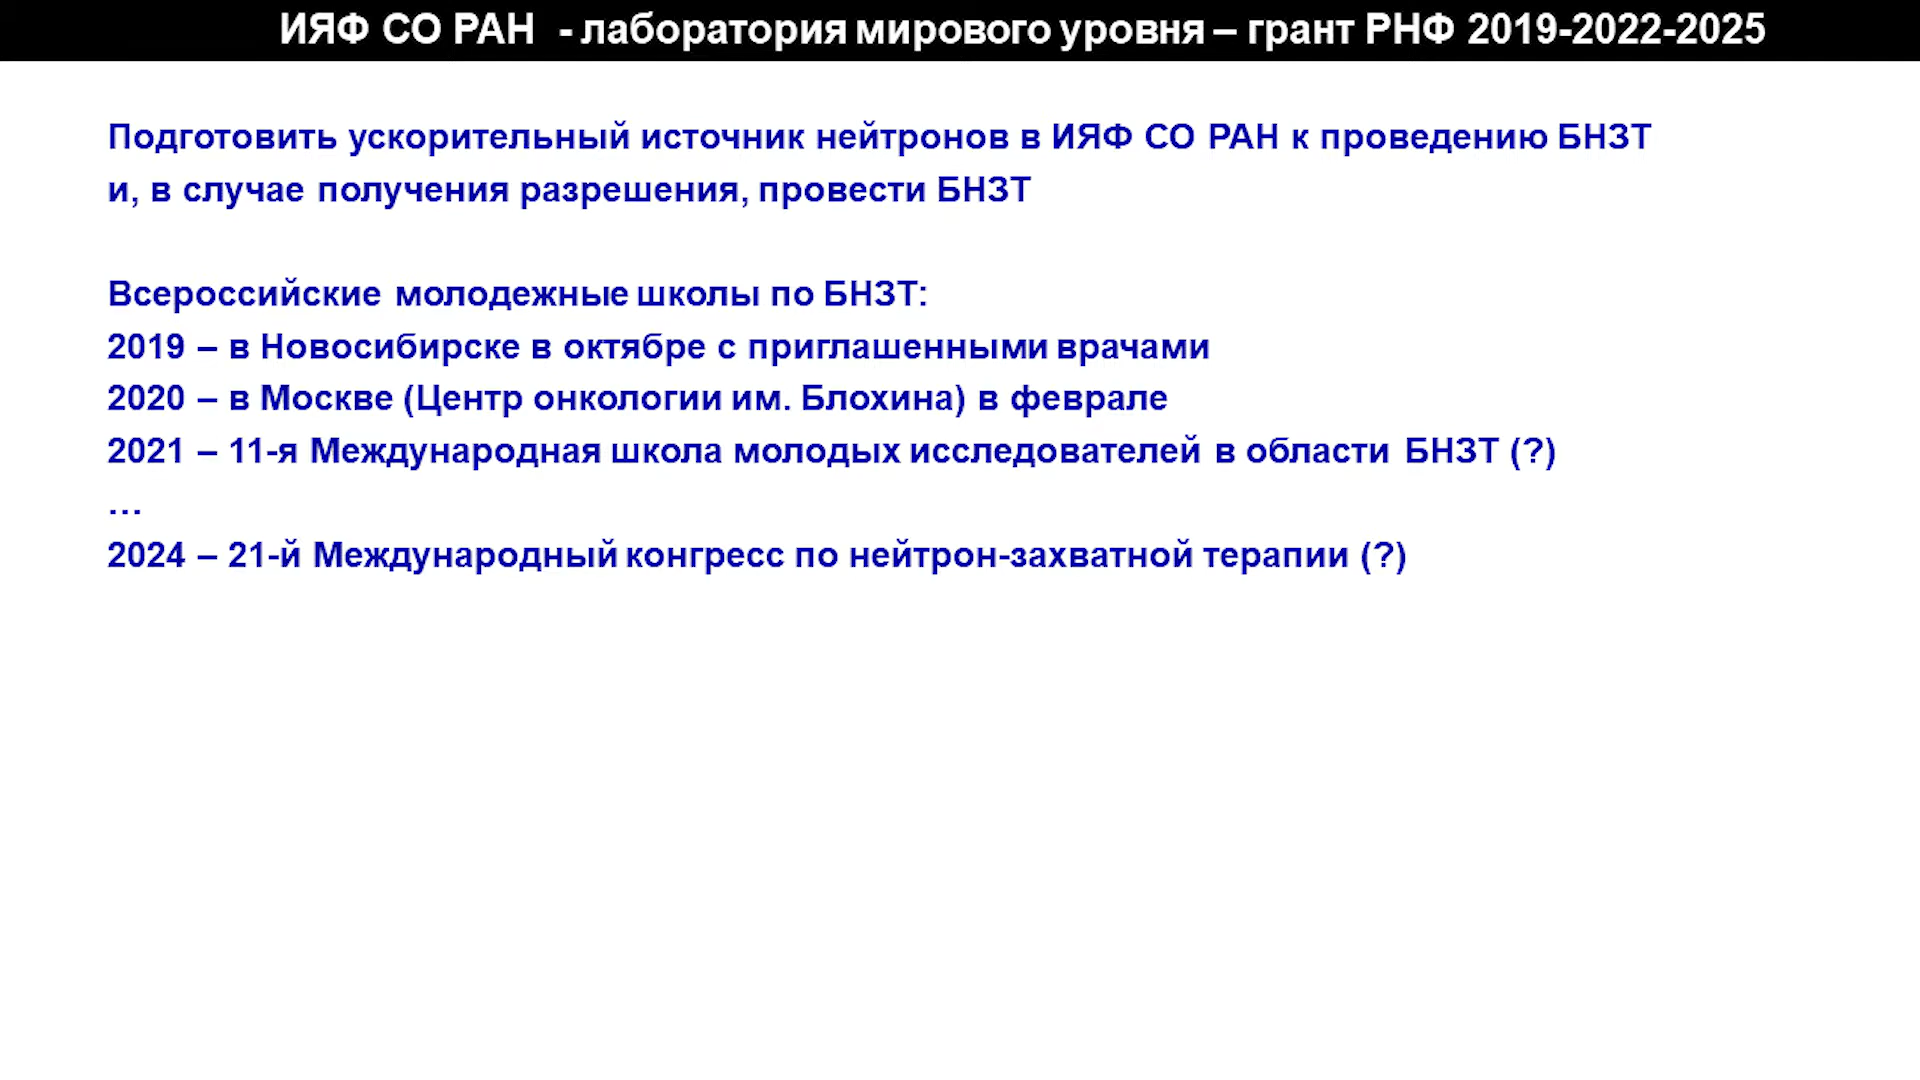 ИЯФ СО РАН - лаборатория мирового уровня – грант РНФ 2019-2022-2025
Подготовить ускорительный источник нейтронов в ИЯФ СО РАН к проведению БНЗТ
и, в случае получения разрешения, провести БНЗТ
Всероссийские молодежные школы по БНЗТ:
2019 – в Новосибирске в октябре с приглашенными врачами
2020 – в Москве (Центр онкологии им. Блохина) в феврале
2021 – 11-я Международная школа молодых исследователей в области БНЗТ (?)
…
2024 – 21-й Международный конгресс по нейтрон-захватной терапии (?)